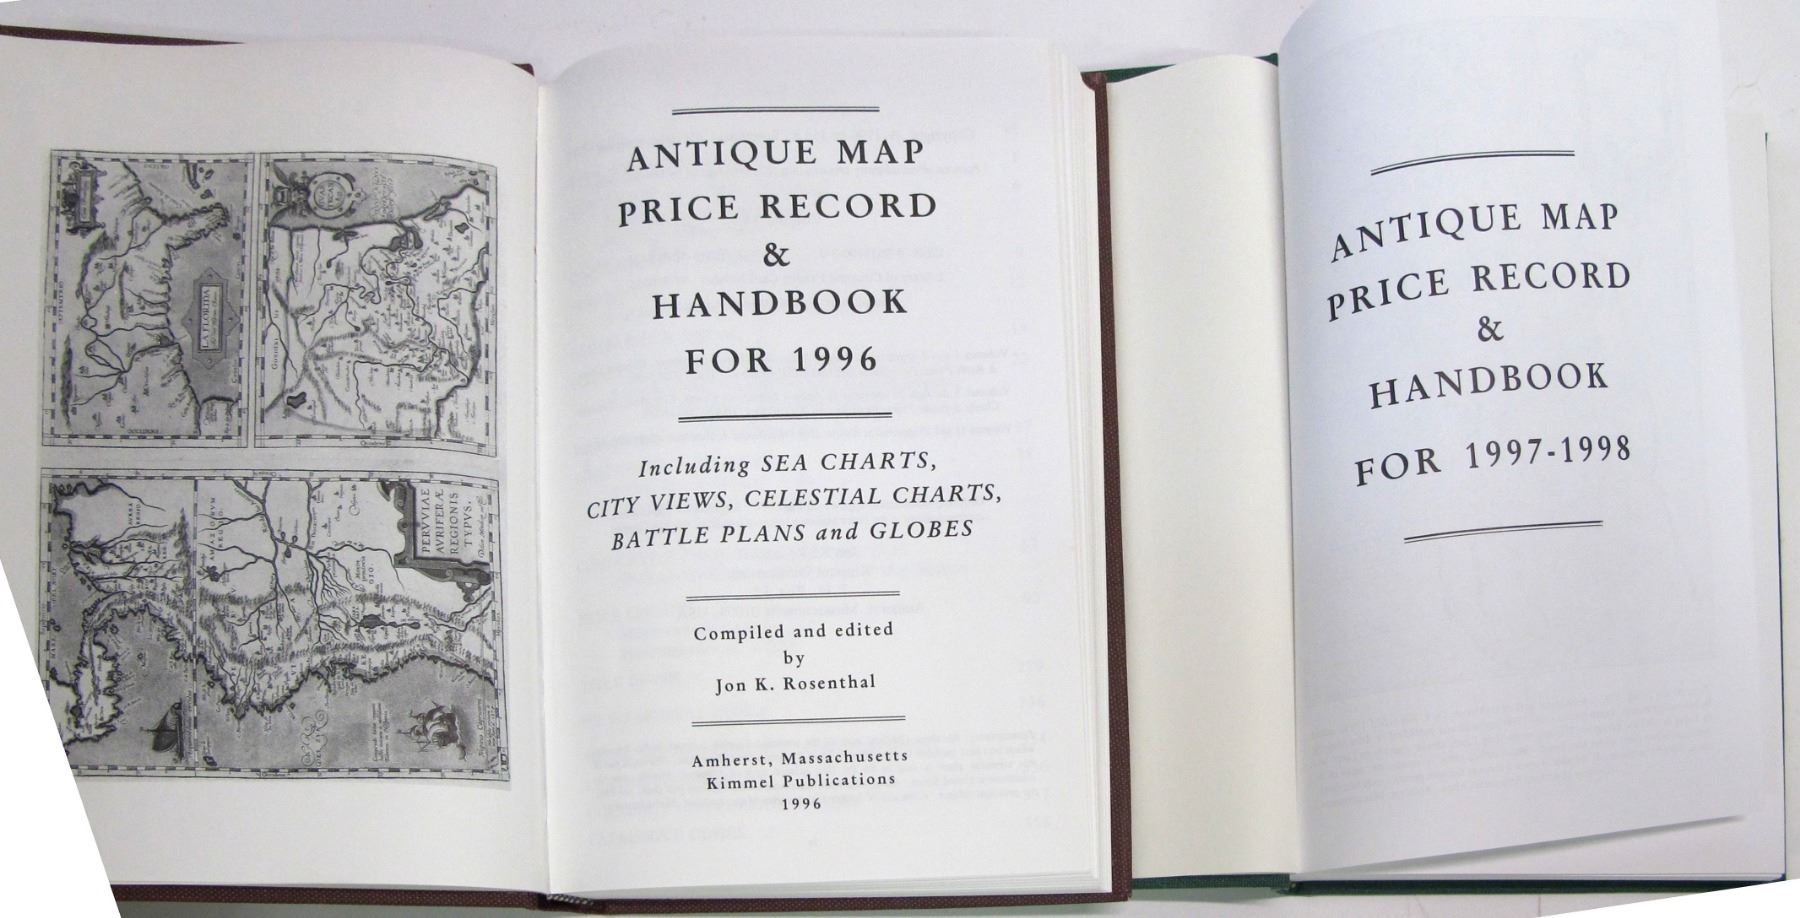 LA FLORIDA
PERVVIAE
AVRIFERÆ
REGIONIS
TYPVS.
ANTIQUE MAP
PRICE RECORD
&
HANDBOOK
FOR 1996
Including SEA CHARTS,
CITY VIEWS, CELESTIAL CHARTS,
BATTLE PLANS and GLOBES
Compiled and edited
by
Jon K. Rosenthal
Amherst, Massachusetts
Kimmel Publications
1996
ANTIQUE MAP
PRICE RECORD
&
HANDBOOK
FOR 1997-1998